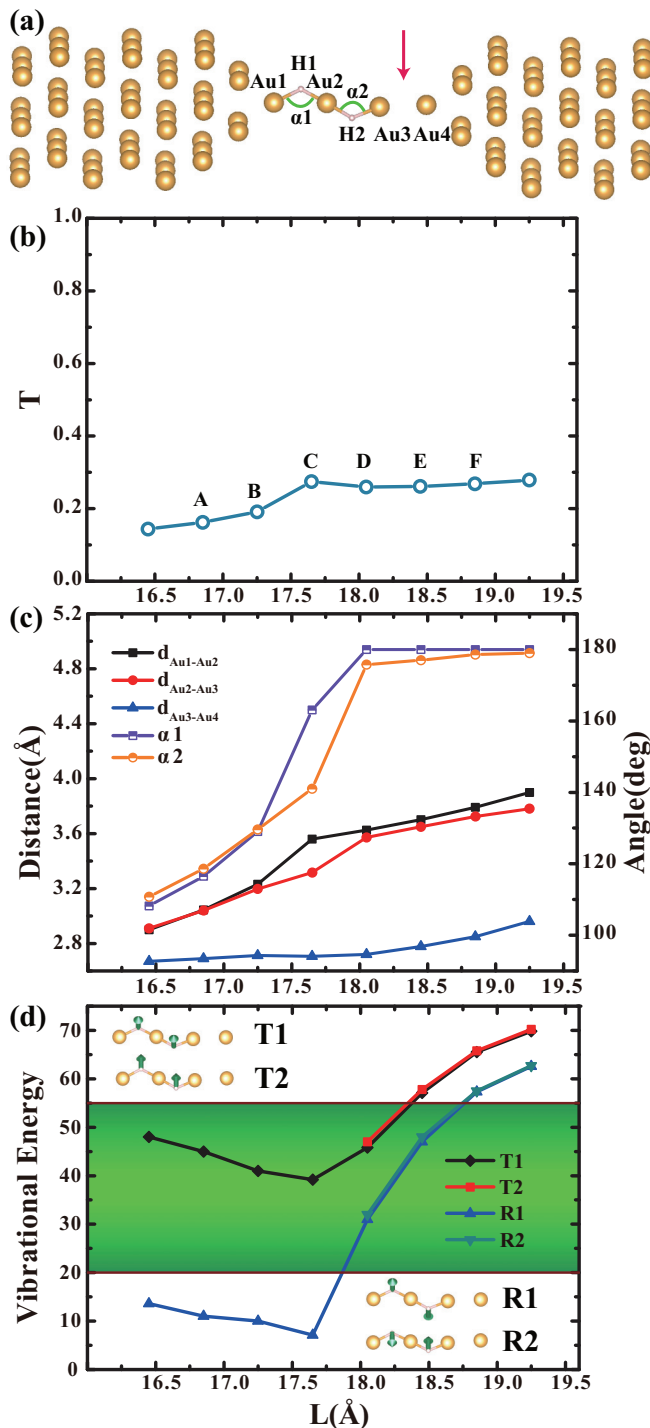 (a)
H1
Au1 Au2 α2
α1
H2 Au3 Au4
(b)
1.0
0.8
0.6
0.4
0.2
0.0
T
A
B
C
D
E
F
16.5 17.0 17.5 18.0 18.5 19.0 19.5
(c)
5.2
4.8
4.4
4.0
3.6
3.2
2.8
Distance(Å)
d Au1-Au2
d Au2-Au3
d Au3-Au4
α 1
α 2
180
160
140
120
100
Angle(deg)
16.5 17.0 17.5 18.0 18.5 19.0 19.5
(d)
70
60
50
40
30
20
10
0
Vibrational Energy
T1
T2
T1
T2
R1
R2
R1
R2
16.5 17.0 17.5 18.0 18.5 19.0 19.5
L(Å)